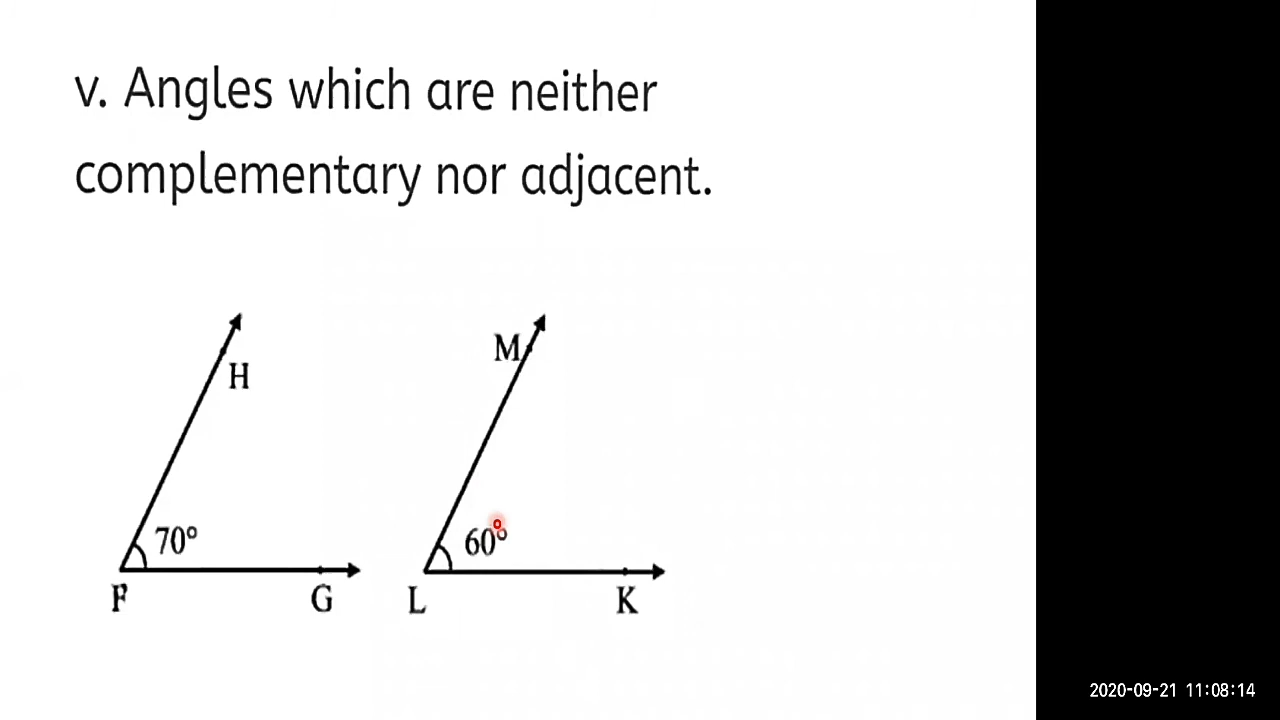 v. Angles which are neither
complementary nor adjacent.
H
M
70°
60°
F
G
L
K
2020-09-21 11:08:14